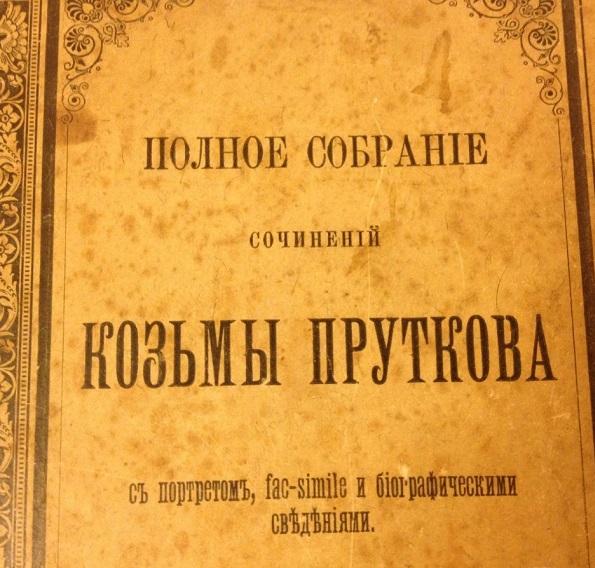 ПОЛНОЕ СОБРАНІЕ
СОЧИНЕНІЙ
КОЗЬМЫ ПРУТКОВА
съ портретомъ, fac-simile и біографическими
свѣдѣніями.